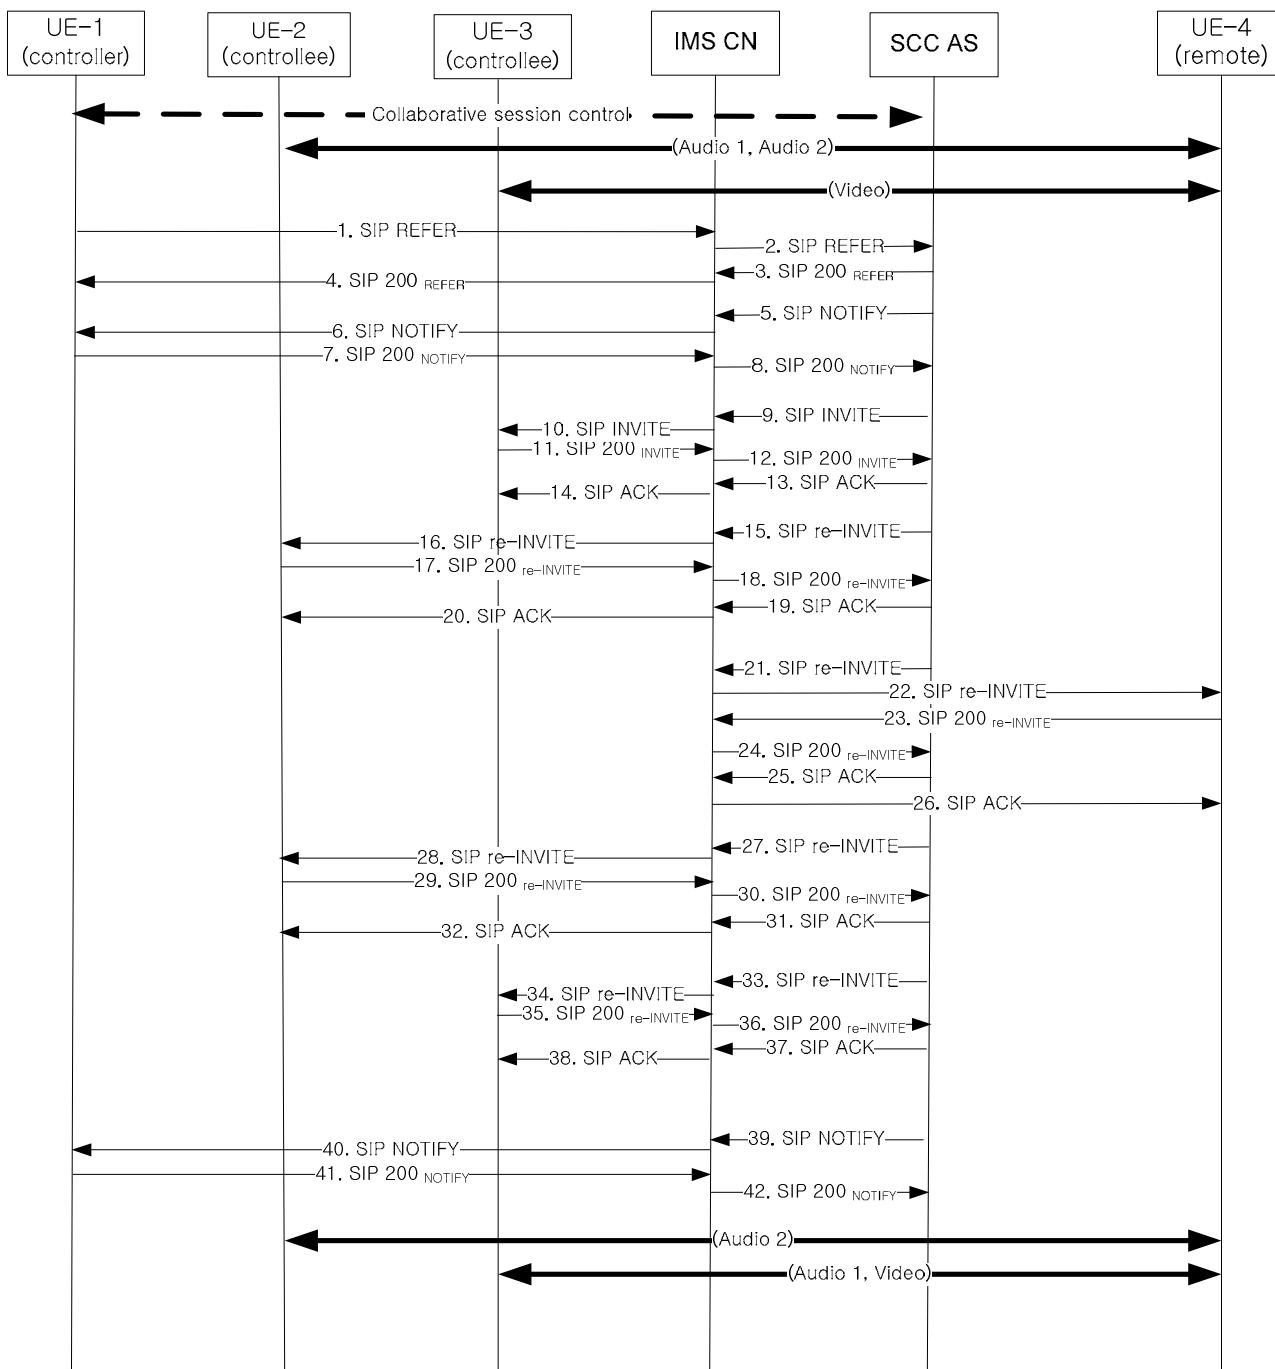 UE-1
(controller)
UE-2
(controllee)
UE-3
(controllee)
IMS CN
SCC AS
UE-4
(remote)
Collaborative session control
(Audio 1, Audio 2)
(Video)
1. SIP REFER
2. SIP REFER
3. SIP 200 REFER
4. SIP 200 REFER
5. SIP NOTIFY
6. SIP NOTIFY
7. SIP 200 NOTIFY
8. SIP 200 NOTIFY
9. SIP INVITE
10. SIP INVITE
11. SIP 200 INVITE
12. SIP 200 INVITE
13. SIP ACK
14. SIP ACK
15. SIP re-INVITE
16. SIP re-INVITE
17. SIP 200 re-INVITE
18. SIP 200 re-INVITE
19. SIP ACK
20. SIP ACK
21. SIP re-INVITE
22. SIP re-INVITE
23. SIP 200 re-INVITE
24. SIP 200 re-INVITE
25. SIP ACK
26. SIP ACK
27. SIP re-INVITE
28. SIP re-INVITE
29. SIP 200 re-INVITE
30. SIP 200 re-INVITE
31. SIP ACK
32. SIP ACK
33. SIP re-INVITE
34. SIP re-INVITE
35. SIP 200 re-INVITE
36. SIP 200 re-INVITE
37. SIP ACK
38. SIP ACK
39. SIP NOTIFY
40. SIP NOTIFY
41. SIP 200 NOTIFY
42. SIP 200 NOTIFY
(Audio 2)
(Audio 1, Video)